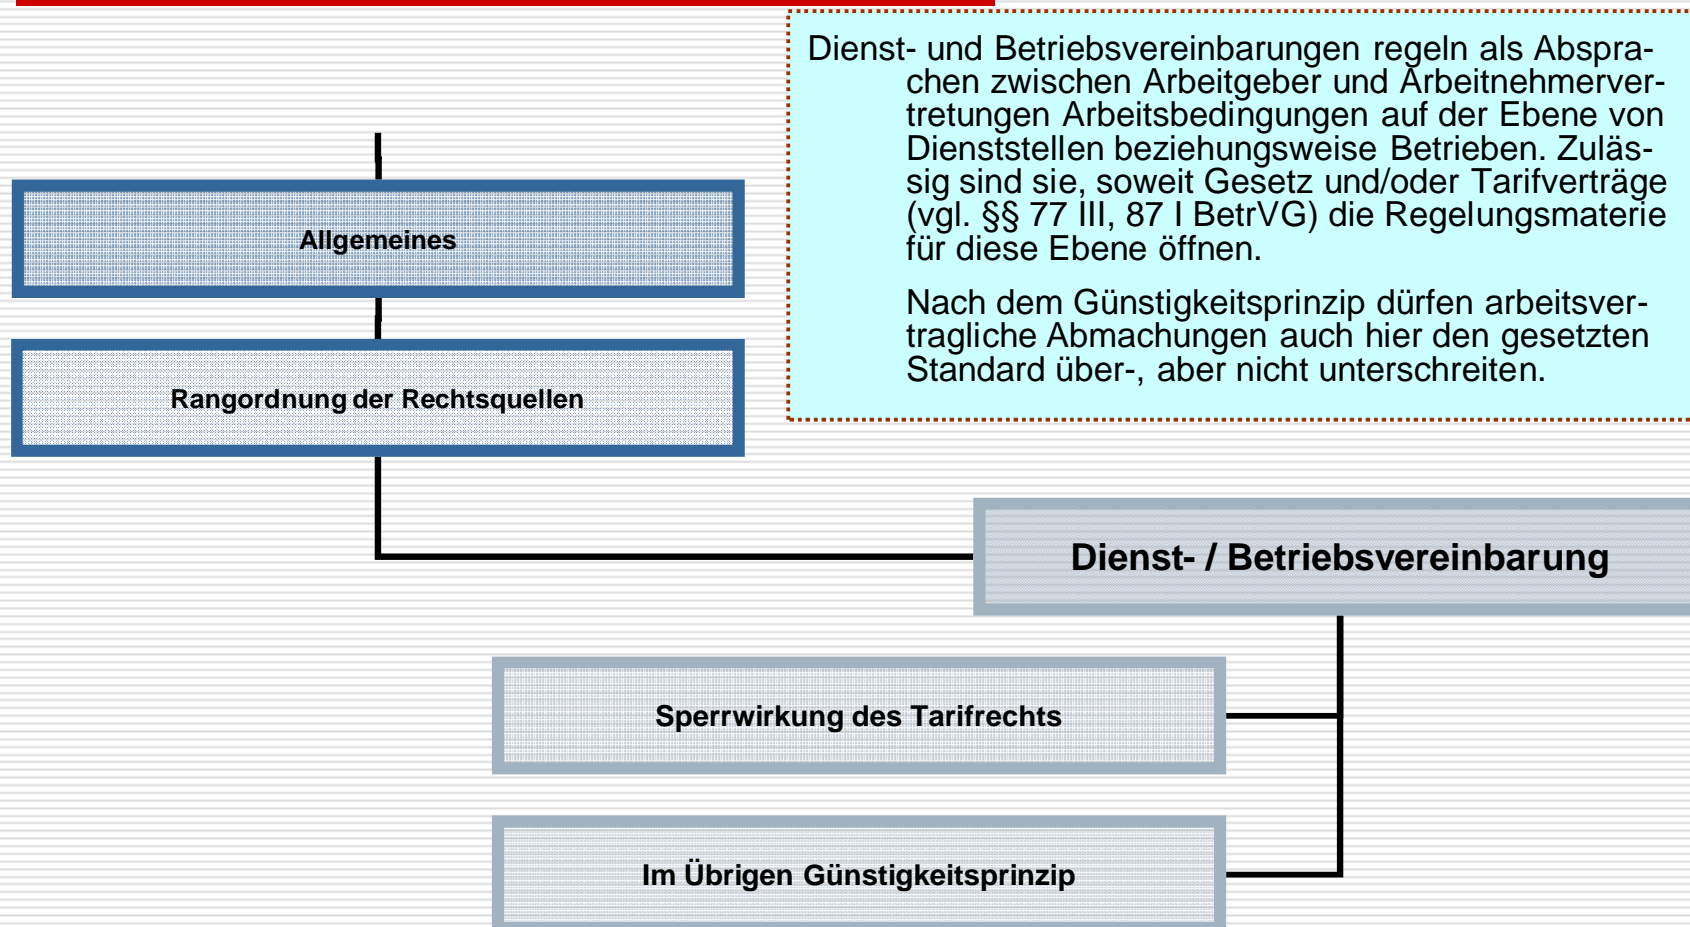 Dienst- und Betriebsvereinbarungen regeln als Abspra-
chen zwischen Arbeitgeber und Arbeitnehmerver-
tretungen Arbeitsbedingungen auf der Ebene von
Dienststellen beziehungsweise Betrieben. Zuläs-
sig sind sie, soweit Gesetz und/oder Tarifverträge
(vgl. §§ 77 III, 87 I BetrVG) die Regelungsmaterie
für diese Ebene öffnen.
Nach dem Günstigkeitsprinzip dürfen arbeitsver-
tragliche Abmachungen auch hier den gesetzten
Standard über-, aber nicht unterschreiten.
Allgemeines
Rangordnung der Rechtsquellen
Dienst- / Betriebsvereinbarung
Sperrwirkung des Tarifrechts
Im Übrigen Günstigkeitsprinzip